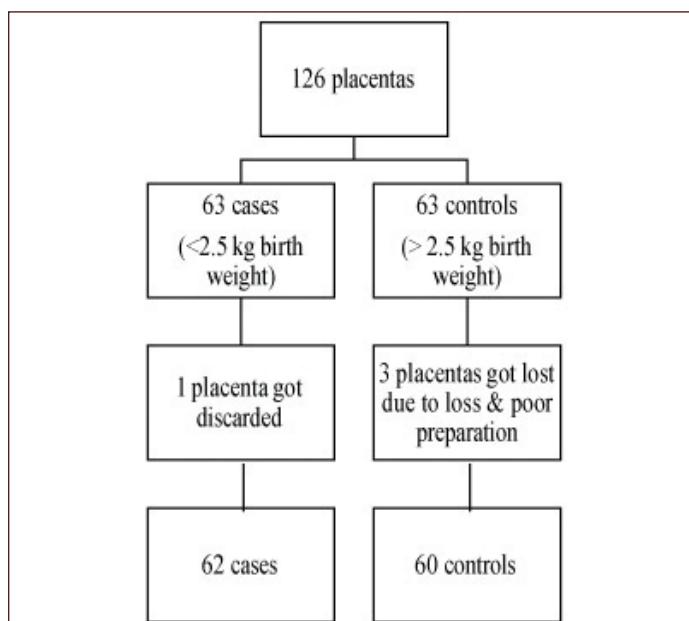 126 placentas
63 cases
(<2.5 kg birth
weight)
63 controls
(> 2.5 kg birth
weight)
1 placenta got
discarded
3 placentas got lost
due to loss & poor
preparation
62 cases
60 controls